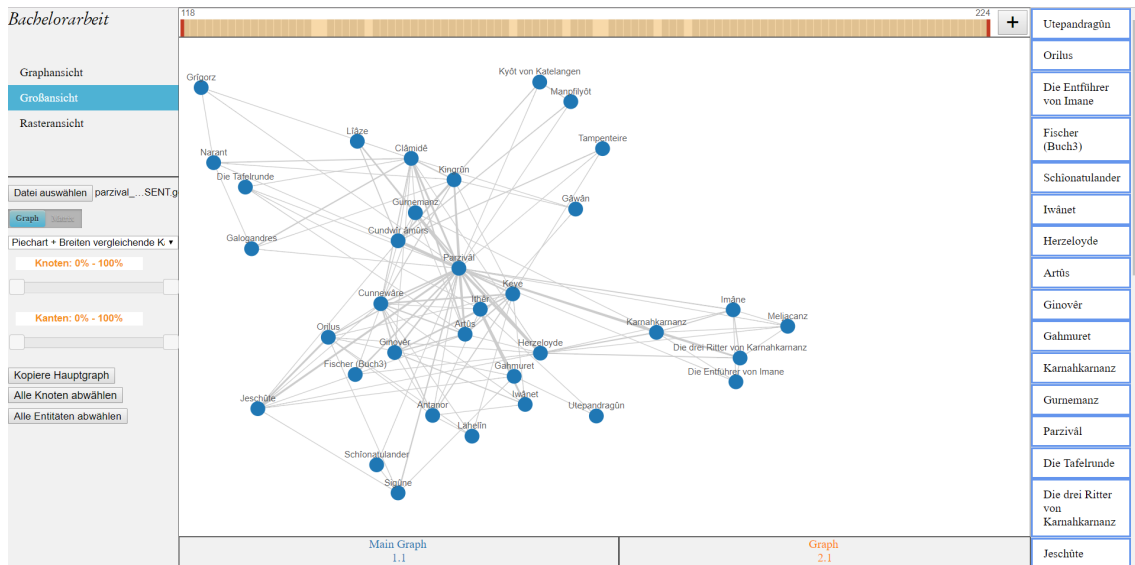 Bachelorarbeit
118
224
+
Graphansicht
Großansicht
Rasteransicht
Datei auswählen parzival_...SENT.g
Graph
Piechart + Breiten vergleichende K
Knoten: 0% - 100%
Kanten: 0% - 100%
Kopiere Hauptgraph
Alle Knoten abwählen
Alle Entitäten abwählen
Grîgorz
Kyôt von Katelangen
Manpfilyôt
Lîâze
Clâmidê
Tampenteire
Narant
Kingrûn
Die Tafelrunde
Gurnemanz
Gâwân
Cundwîr âmûrs
Galogandres
Parzivâl
Keye
Cunnewâre
Ithêr
Imâne
Meljacanz
Karnahkarnanz
Orilus
Artûs
Ginovêr
Herzeloyde
Die drei Ritter von Karnahkarnanz
Fischer (Buch3)
Gahmuret
Die Entführer von Imane
Jeschûte
Iwânet
Antanor
Utepandragûn
Lähelîn
Schîonatulander
Sigûne
Main Graph
1.1
Graph
2.1
Utepandragûn
Orilus
Die Entführer
von Imane
Fischer
(Buch3)
Schionatulander
Iwânet
Herzeloyde
Artûs
Ginovêr
Gahmuret
Karnahkarnanz
Gurnemanz
Parzivâl
Die Tafelrunde
Die drei Ritter
von
Karnahkarnanz
Jeschûte